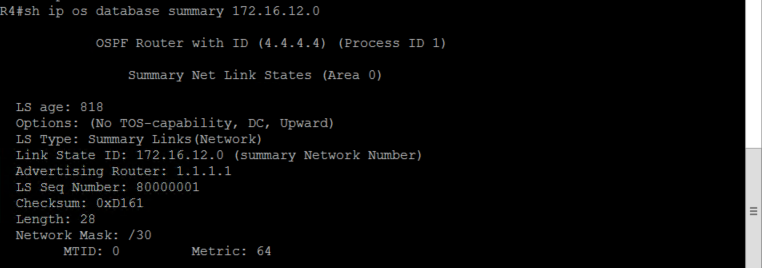 R4#sh ip os database summary 172.16.12.0
OSPF Router with ID (4.4.4.4) (Process ID 1)
Summary Net Link States (Area 0)
LS age: 818
Options: (No TOS-capability, DC, Upward)
LS Type: Summary Links(Network)
Link State ID: 172.16.12.0 (summary Network Number)
Advertising Router: 1.1.1.1
LS Seq Number: 80000001
Checksum: 0xD161
Length: 28
Network Mask: /30
MTID: 0 Metric: 64